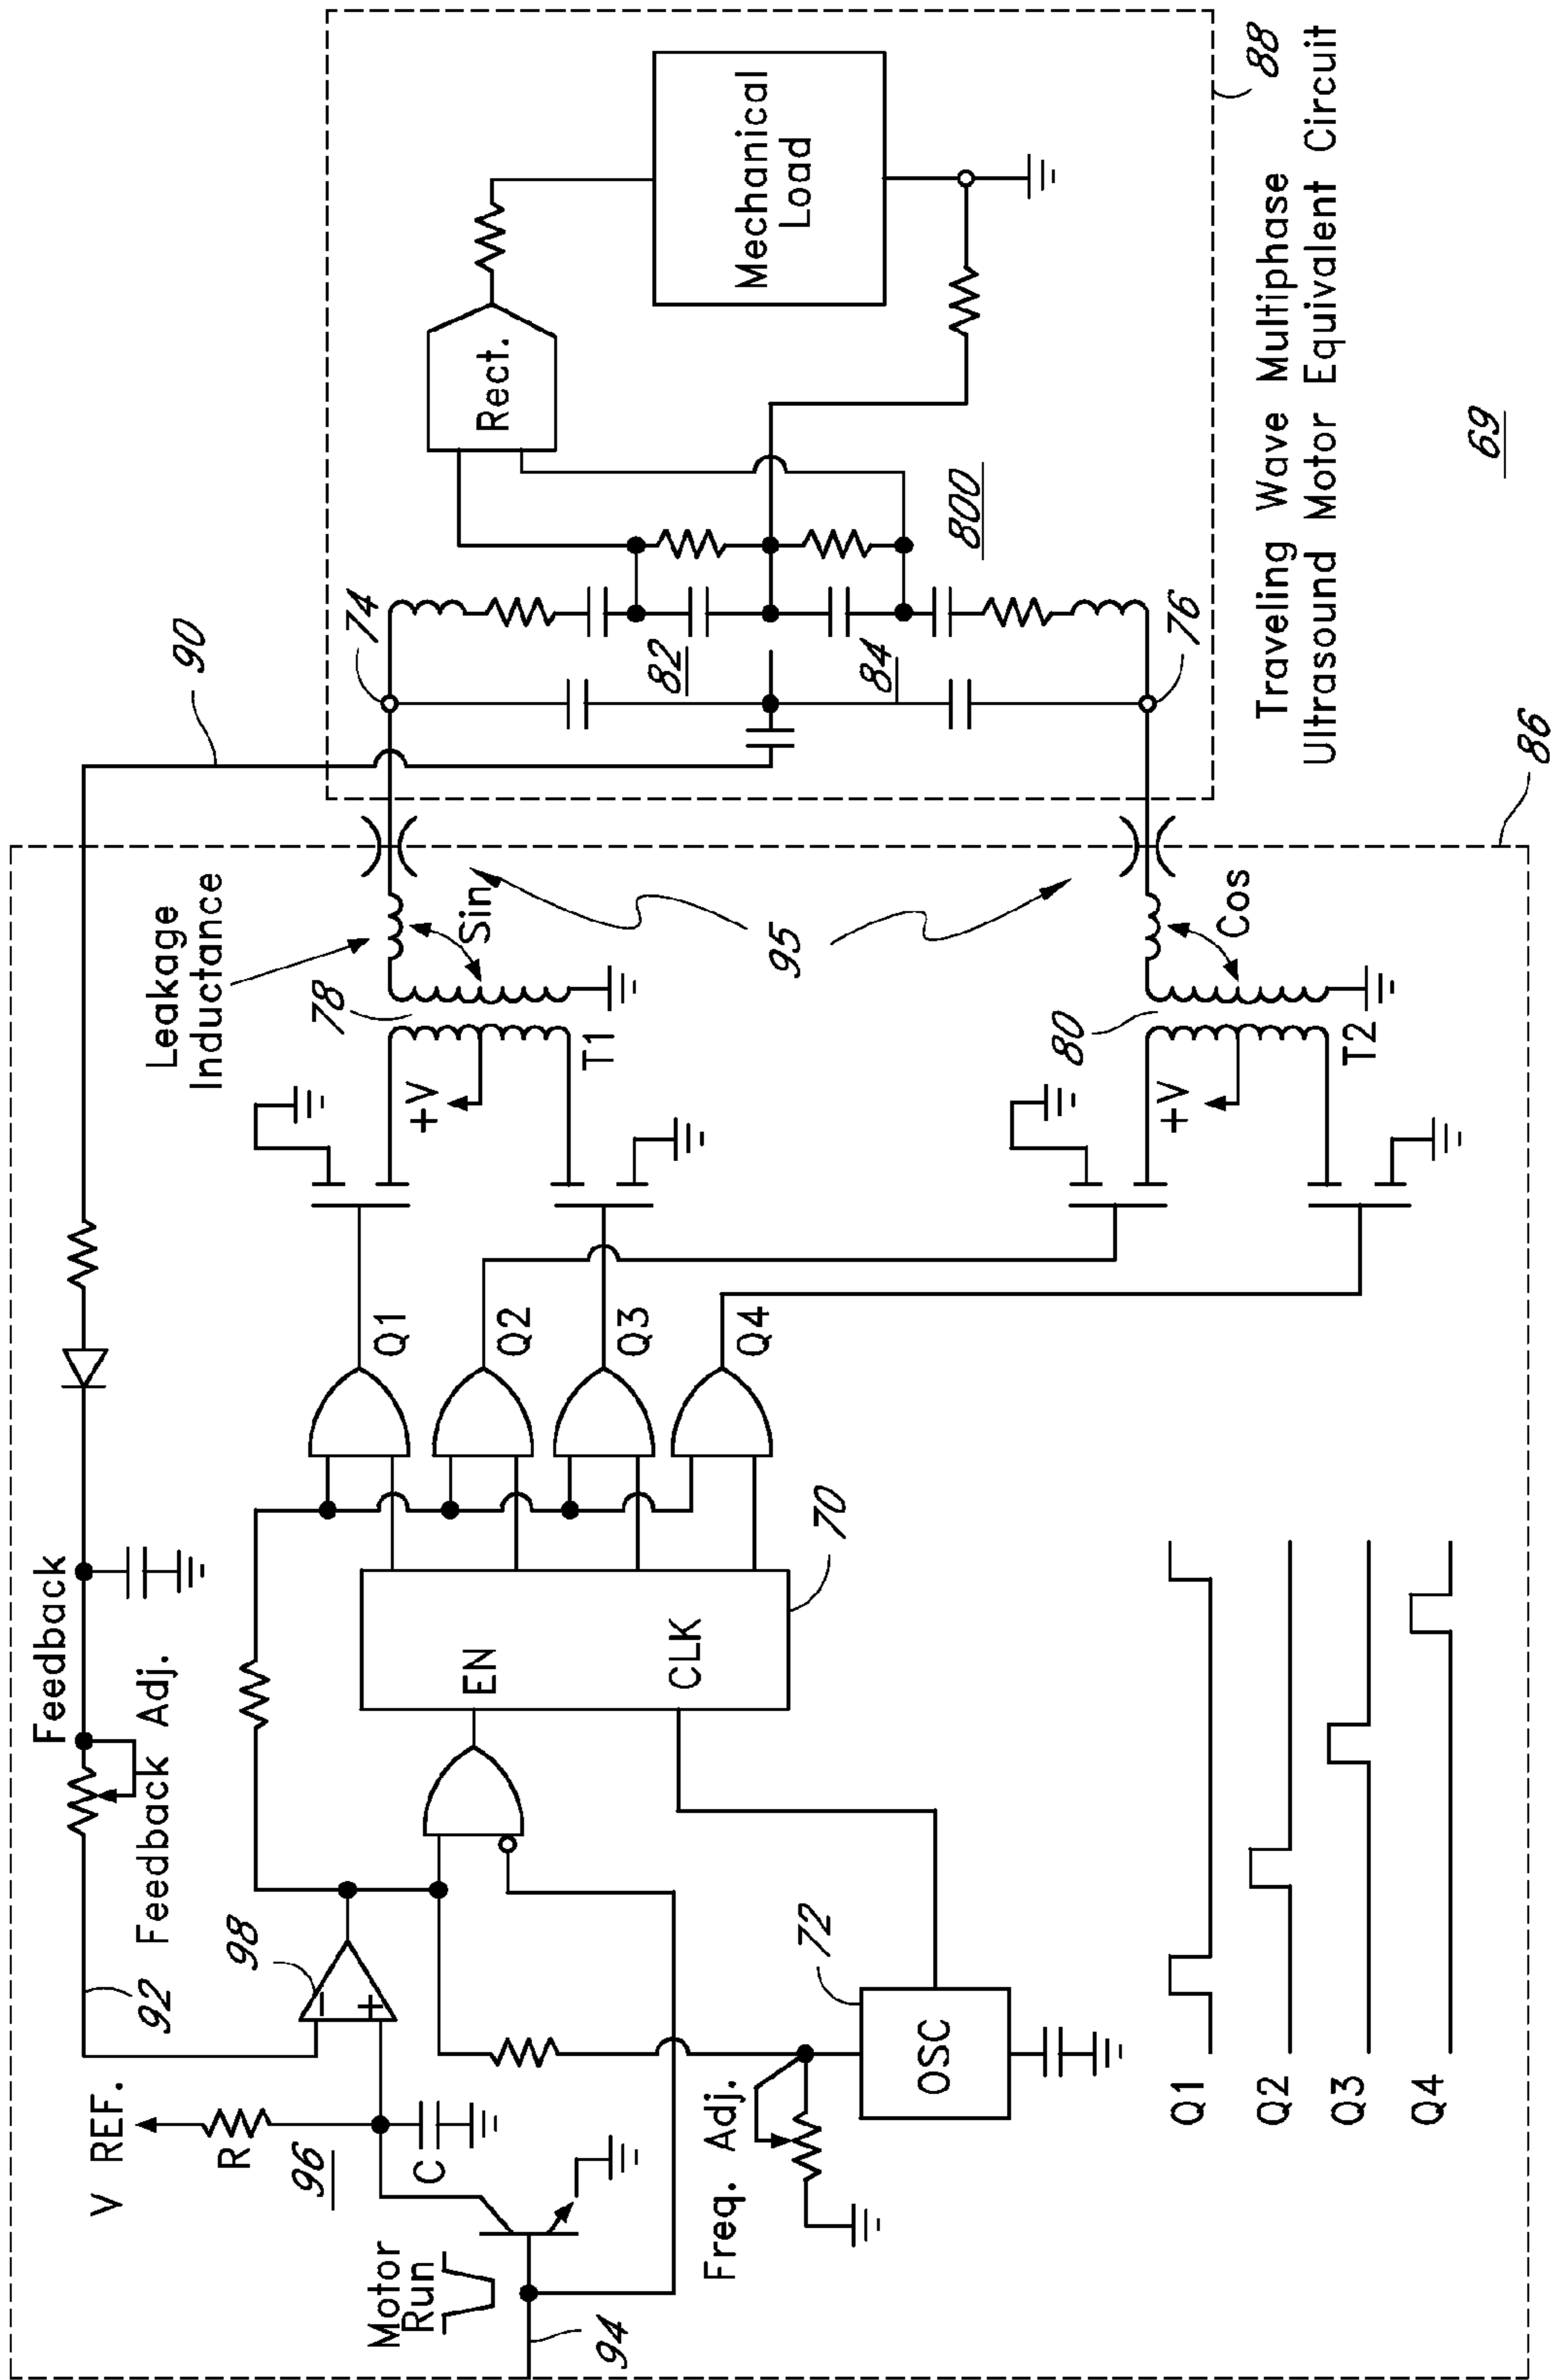 Feedback
Feedback Adj.
92
98
V REF.
R
96
C
Motor
Run
94
EN
CLK
70
Freq. Adj.
72
OSC
Q1
Q2
Q3
Q4
Leakage
Inductance
+V
78
T1
Sin
+V
80
T2
Cos
95
86
90
74
82
84
76
800
Rect.
Mechanical
Load
88
Traveling Wave Multiphase
Ultrasound Motor Equivalent Circuit
Q1
Q2
Q3
Q4
69